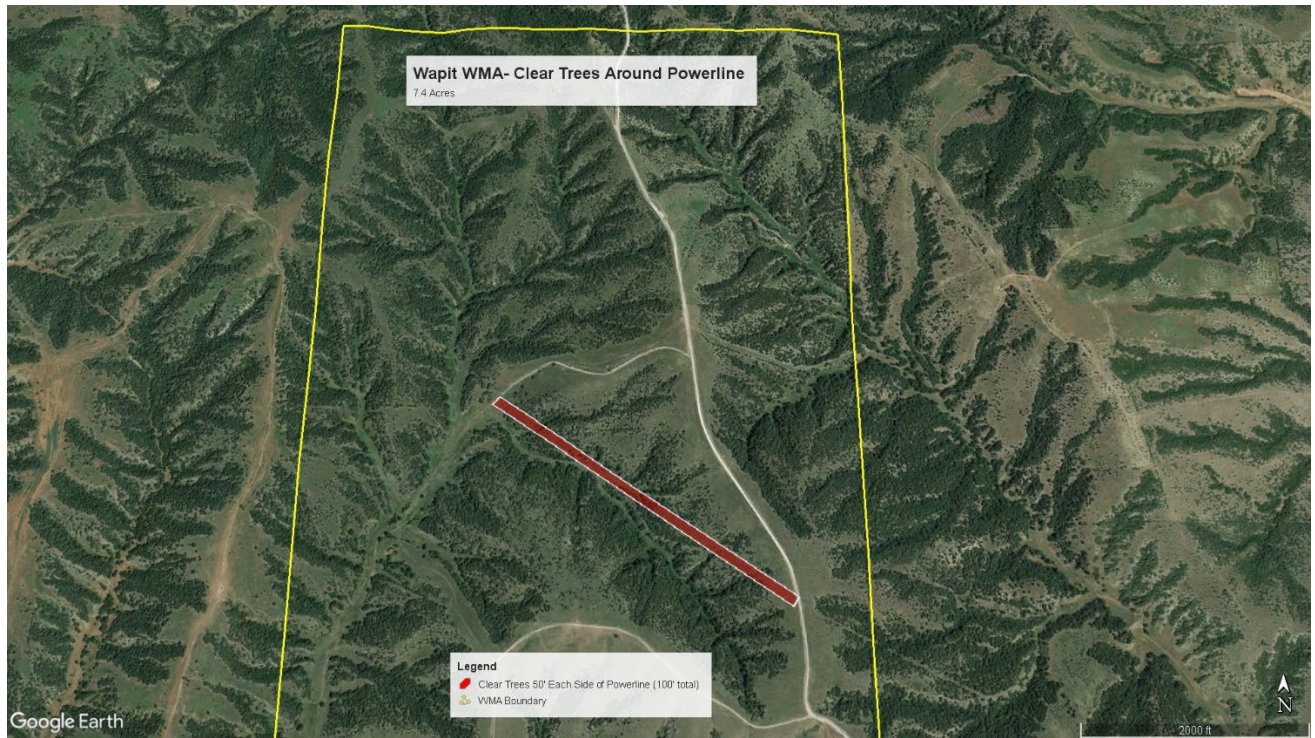 Wapit WMA- Clear Trees Around Powerline
7.4 Acres
Legend
Clear Trees 50' Each Side of Powerline (100' total)
WMA Boundary
Google Earth
N
2000 ft